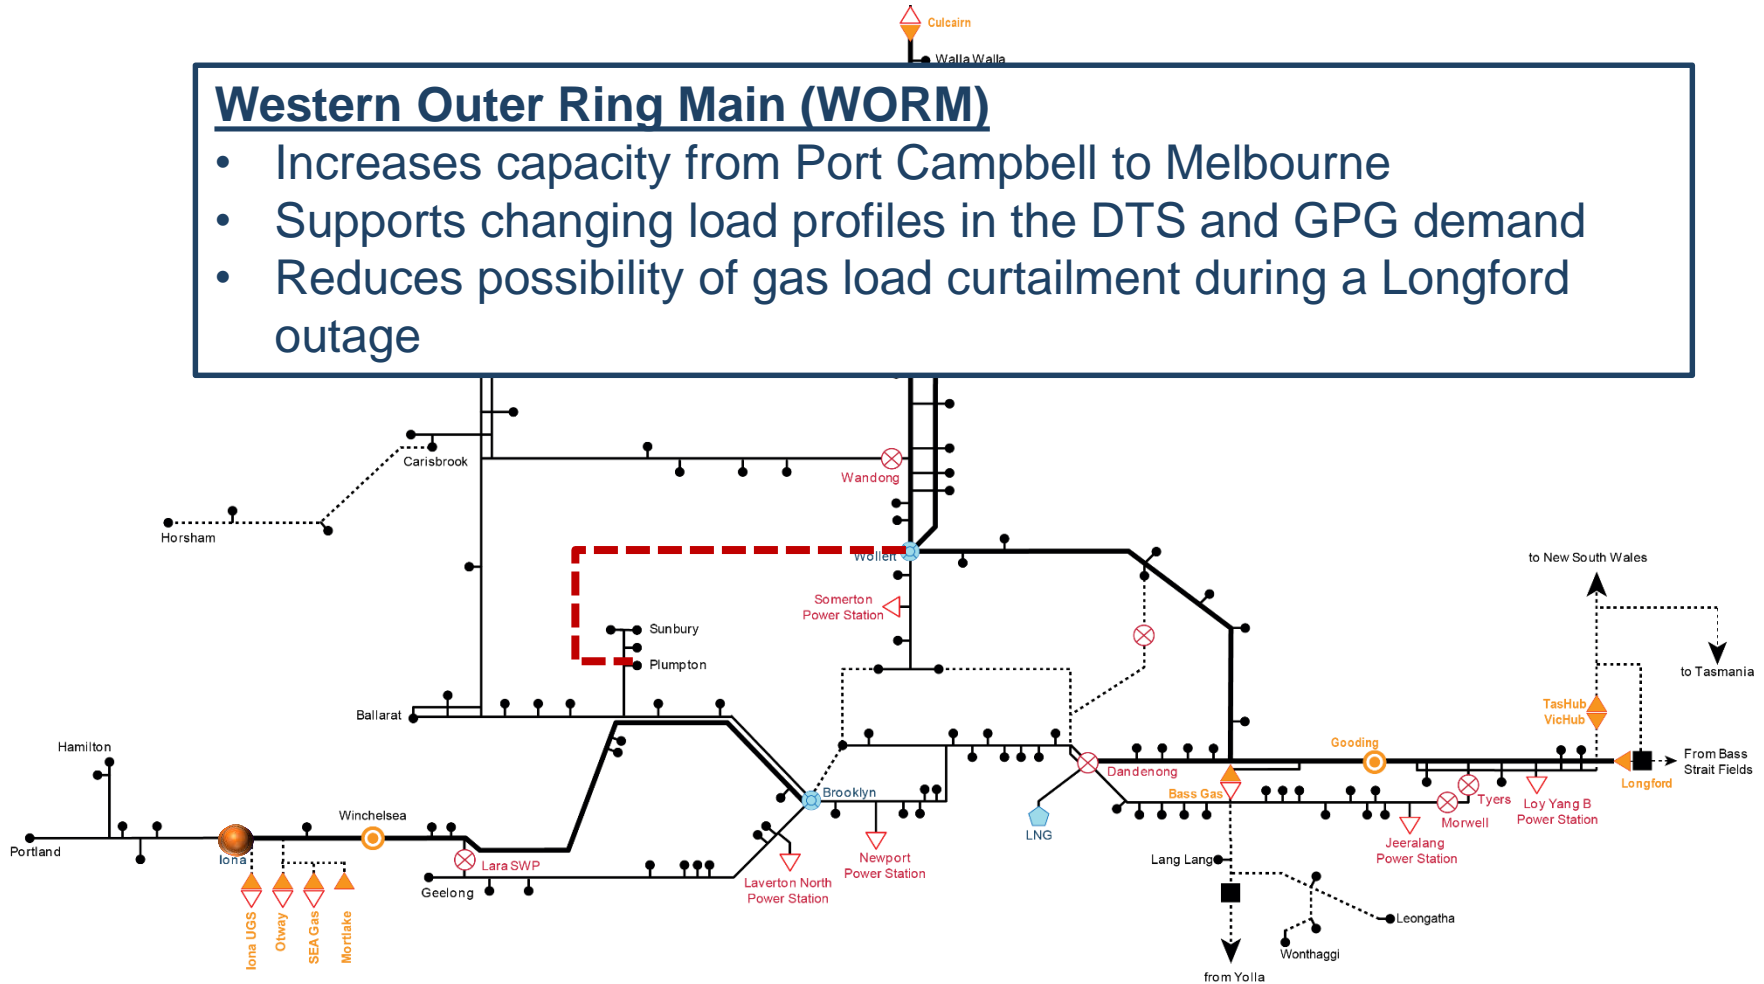 Culcairn
Walla Walla
Western Outer Ring Main (WORM)
• Increases capacity from Port Campbell to Melbourne
• Supports changing load profiles in the DTS and GPG demand
• Reduces possibility of gas load curtailment during a Longford
outage
Carisbrook
Wandong
Horsham
Wollert
to New South Wales
Somerton
Power Station
Sunbury
Plumpton
to Tasmania
Ballarat
TasHub
VicHub
Hamilton
Gooding
From Bass
Strait Fields
Dandenong
Longford
Bass Gas
Brooklyn
Tyers
Loy Yang B
Power Station
Winchelsea
Morwell
LNG
Portland
Iona
Jeeralang
Power Station
Lara SWP
Newport
Power Station
Lang Lang
Geelong
Laverton North
Power Station
Iona UGS
Otway
SEA Gas
Mortlake
Leongatha
Wonthaggi
from Yolla